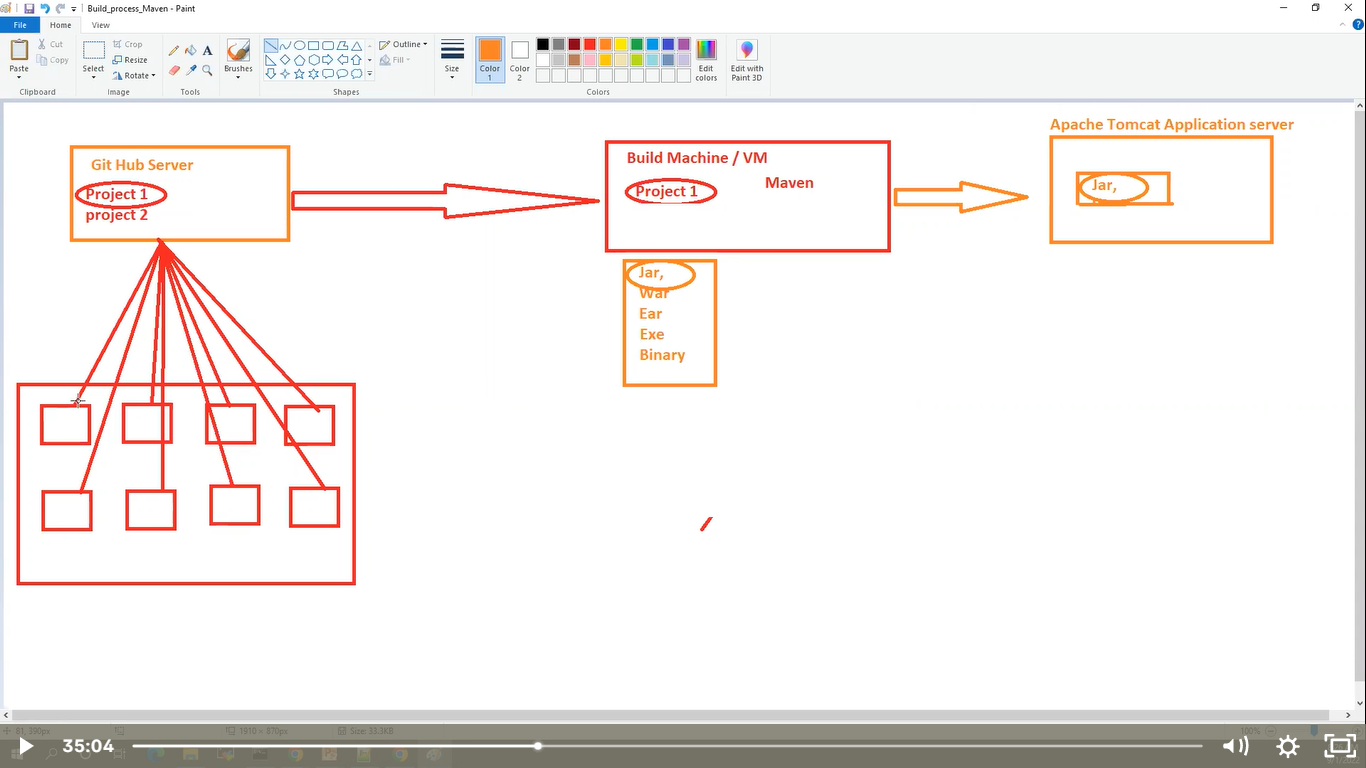 Build_process_Maven - Paint
File
Home
View
Paste
Cut
Copy
Clipboard
Select
Crop
Resize
Rotate
Image
A
Tools
Brushes
Outline
Fill
Shapes
Size
Color 1
Color 2
Colors
Edit colors
Edit with Paint 3D
Git Hub Server
Project 1
project 2
Build Machine / VM
Maven
Project 1
Jar,
War
Ear
Exe
Binary
Apache Tomcat Application server
Jar,
81, 390px
1910 × 870px
Size: 33.3KB
100%
35:04